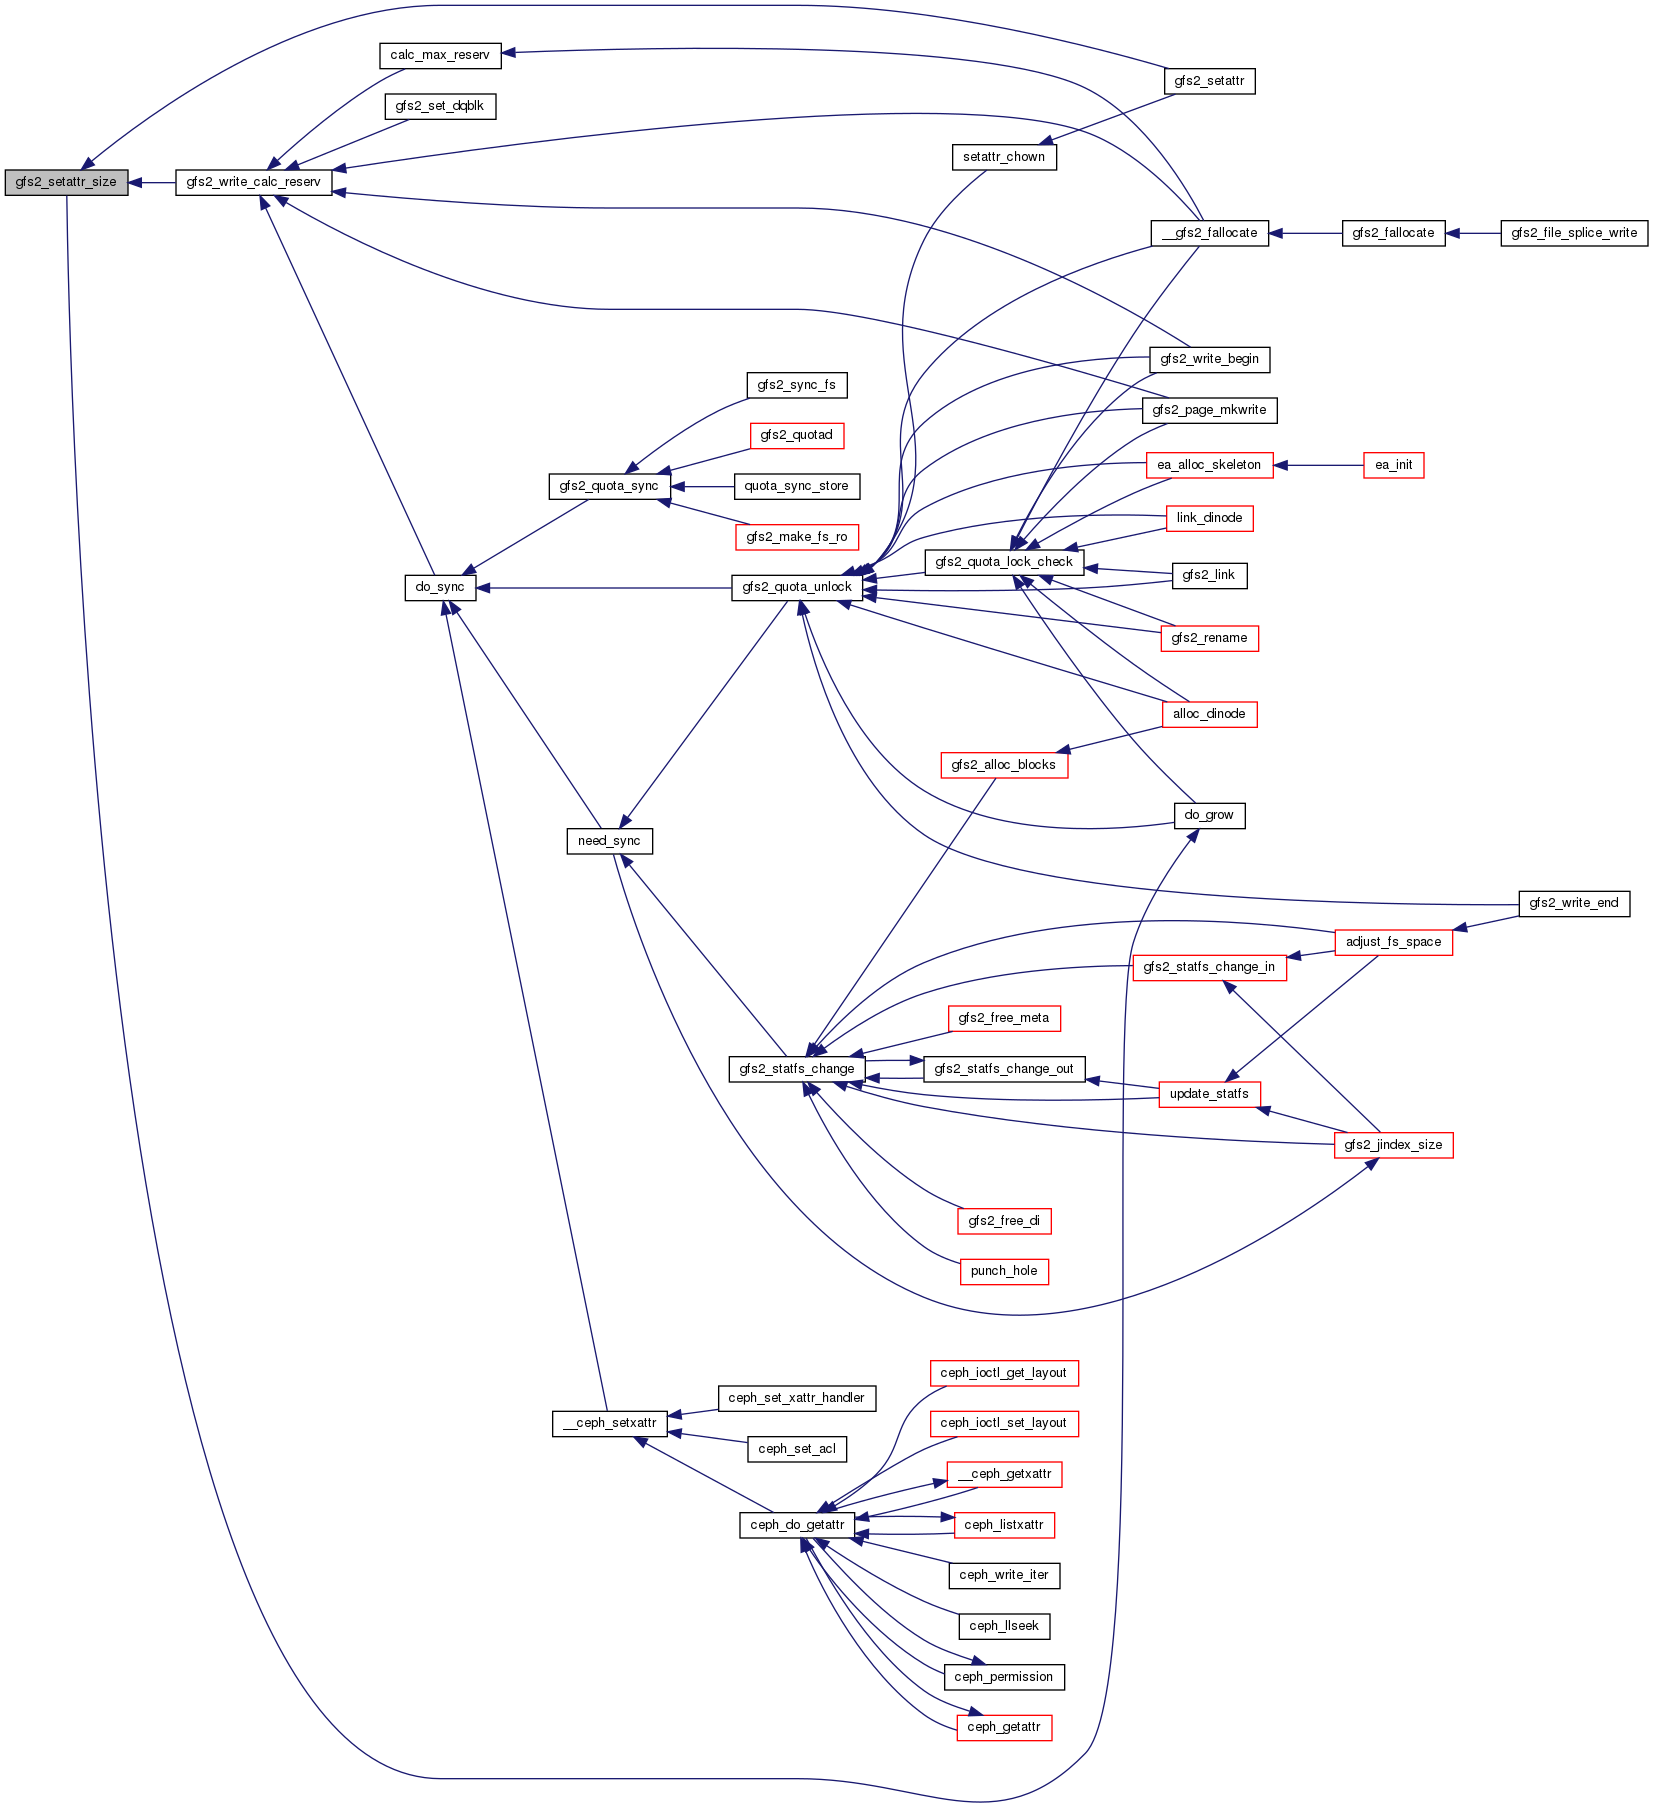 calc_max_reserv
gfs2_setattr
gfs2_set_dqblk
setattr_chown
gfs2_setattr_size
gfs2_write_calc_reserv
__gfs2_fallocate
gfs2_fallocate
gfs2_file_splice_write
gfs2_write_begin
gfs2_sync_fs
gfs2_page_mkwrite
gfs2_quotad
ea_alloc_skeleton
ea_init
gfs2_quota_sync
quota_sync_store
link_dinode
gfs2_make_fs_ro
gfs2_quota_lock_check
gfs2_link
do_sync
gfs2_quota_unlock
gfs2_rename
alloc_dinode
gfs2_alloc_blocks
do_grow
need_sync
gfs2_write_end
adjust_fs_space
gfs2_statfs_change_in
gfs2_free_meta
gfs2_statfs_change
gfs2_statfs_change_out
update_statfs
gfs2_jindex_size
gfs2_free_di
punch_hole
ceph_ioctl_get_layout
ceph_set_xattr_handler
__ceph_setxattr
ceph_ioctl_set_layout
ceph_set_acl
__ceph_getxattr
ceph_do_getattr
ceph_listxattr
ceph_write_iter
ceph_llseek
ceph_permission
ceph_getattr